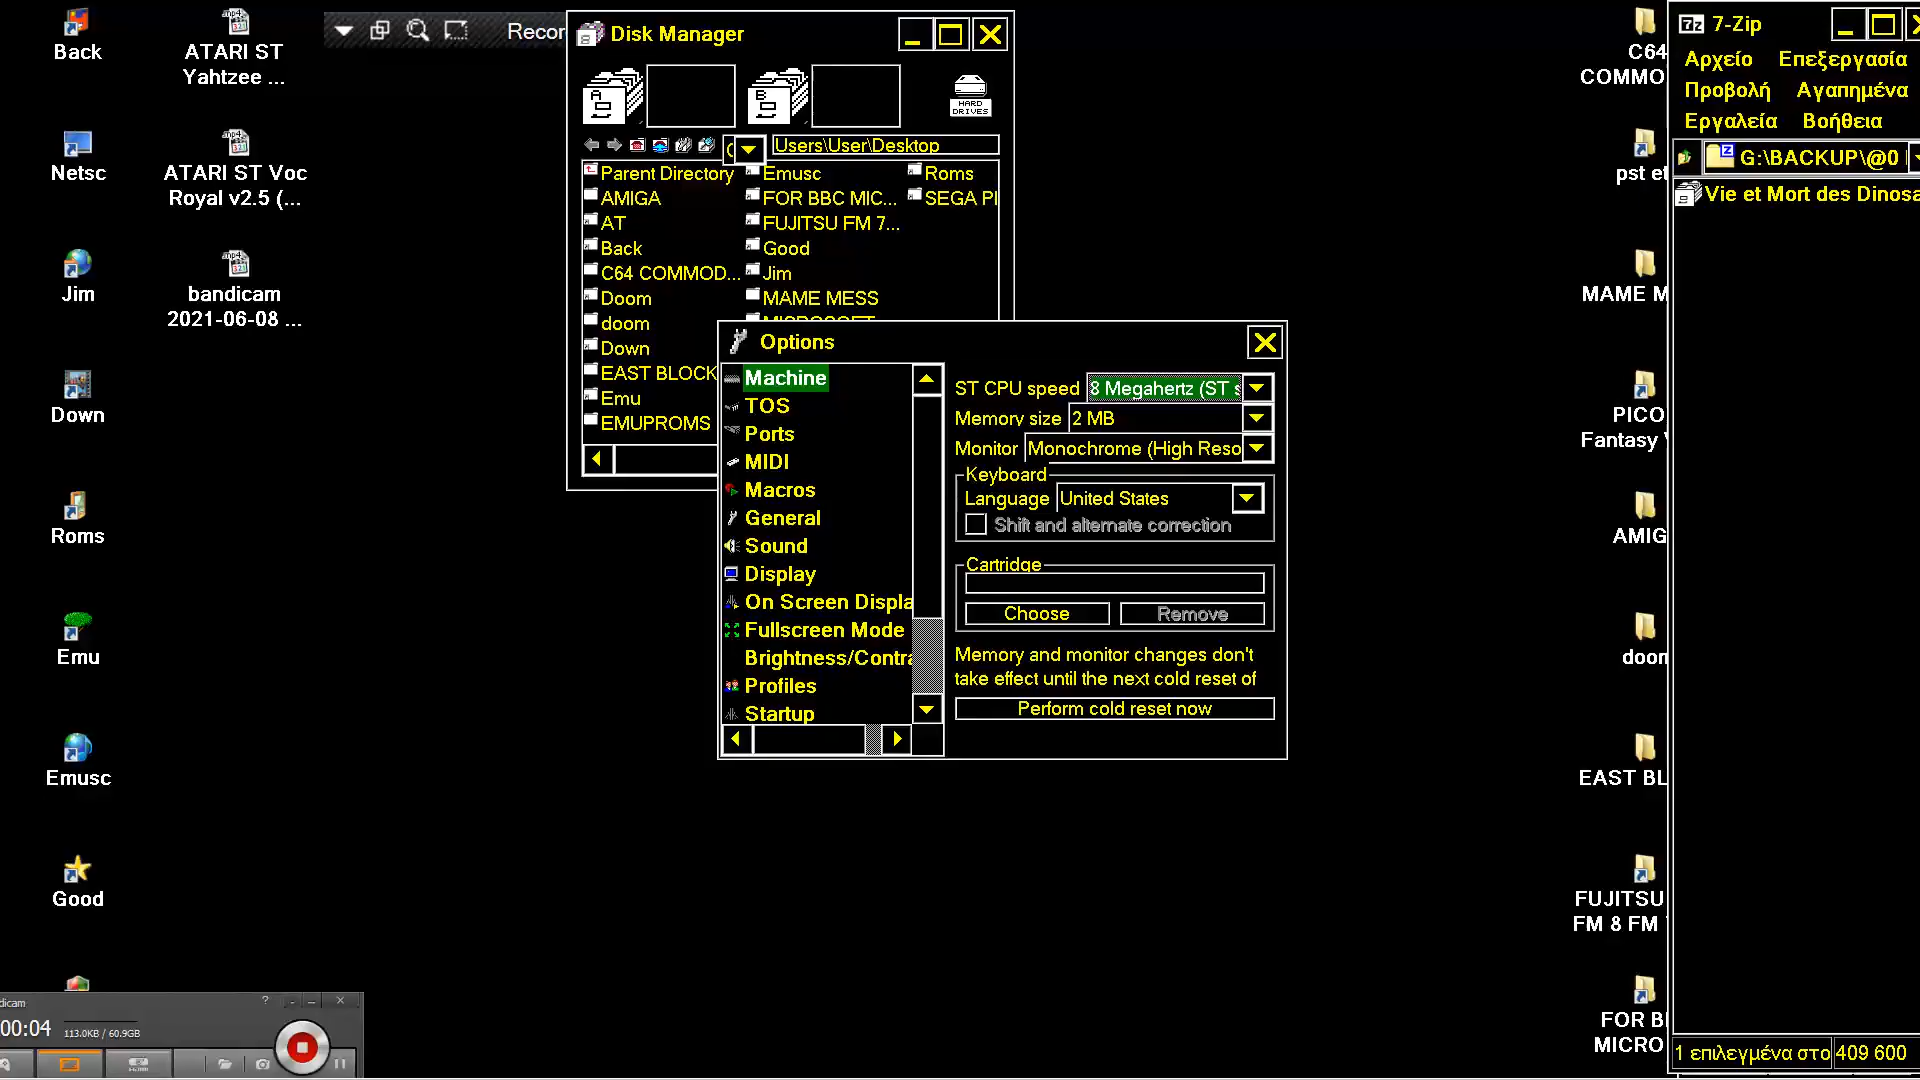 Back
ATARI ST
Yahtzee ...
Netsc
ATARI ST Voc
Royal v2.5 (...
Jim
bandicam
2021-06-08 ...
Down
Roms
Emu
Emusc
Good
Recor
Disk Manager
A
B
HARD
DRIVES
Users\User\Desktop
Parent Directory
AMIGA
AT
Back
C64 COMMOD...
Doom
doom
Down
EAST BLOCK
Emu
EMUPROMS
Emusc
FOR BBC MIC...
FUJITSU FM 7...
Good
Jim
MAME MESS
MICROSOFT
Roms
SEGA PI
Options
Machine
TOS
Ports
MIDI
Macros
General
Sound
Display
On Screen Displa
Fullscreen Mode
Brightness/Contra
Profiles
Startup
ST CPU speed 8 Megahertz (ST s
Memory size 2 MB
Monitor Monochrome (High Reso
Keyboard
Language United States
Shift and alternate correction
Cartridge
Choose Remove
Memory and monitor changes don't
take effect until the next cold reset of
Perform cold reset now
C64
COMMO
pst et
MAME M
PICO
Fantasy
AMIG
doom
EAST BL
FUJITSU
FM 8 FM
FOR B
MICRO
7z 7-Zip
Αρχείο Επεξεργασία
Προβολή Αγαπημένα
Εργαλεία Βοήθεια
G:\BACKUP\@0
Vie et Mort des Dinosa
1 επιλεγμένα στο 409 600
dicam
00:04 113.0KB / 60.9GB